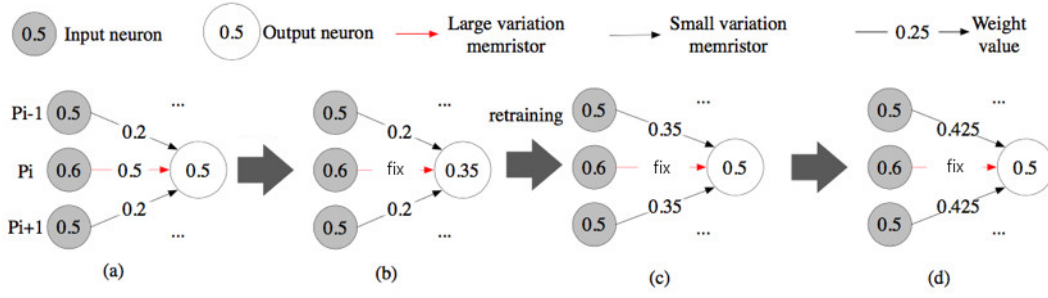 0.5 Input neuron 0.5 Output neuron Large variation memristor Small variation memristor 0.25 Weight value
Pi-1 0.5 ... 0.5 ... 0.5 ... 0.5 ...
0.2 0.2 retraining 0.35 0.425
Pi 0.6 0.5 0.5 0.6 fix 0.35 0.6 fix 0.5 0.6 fix 0.5
0.2 0.2 0.35 0.425
Pi+1 0.5 ... 0.5 ... 0.5 ... 0.5 ...
(a) (b) (c) (d)